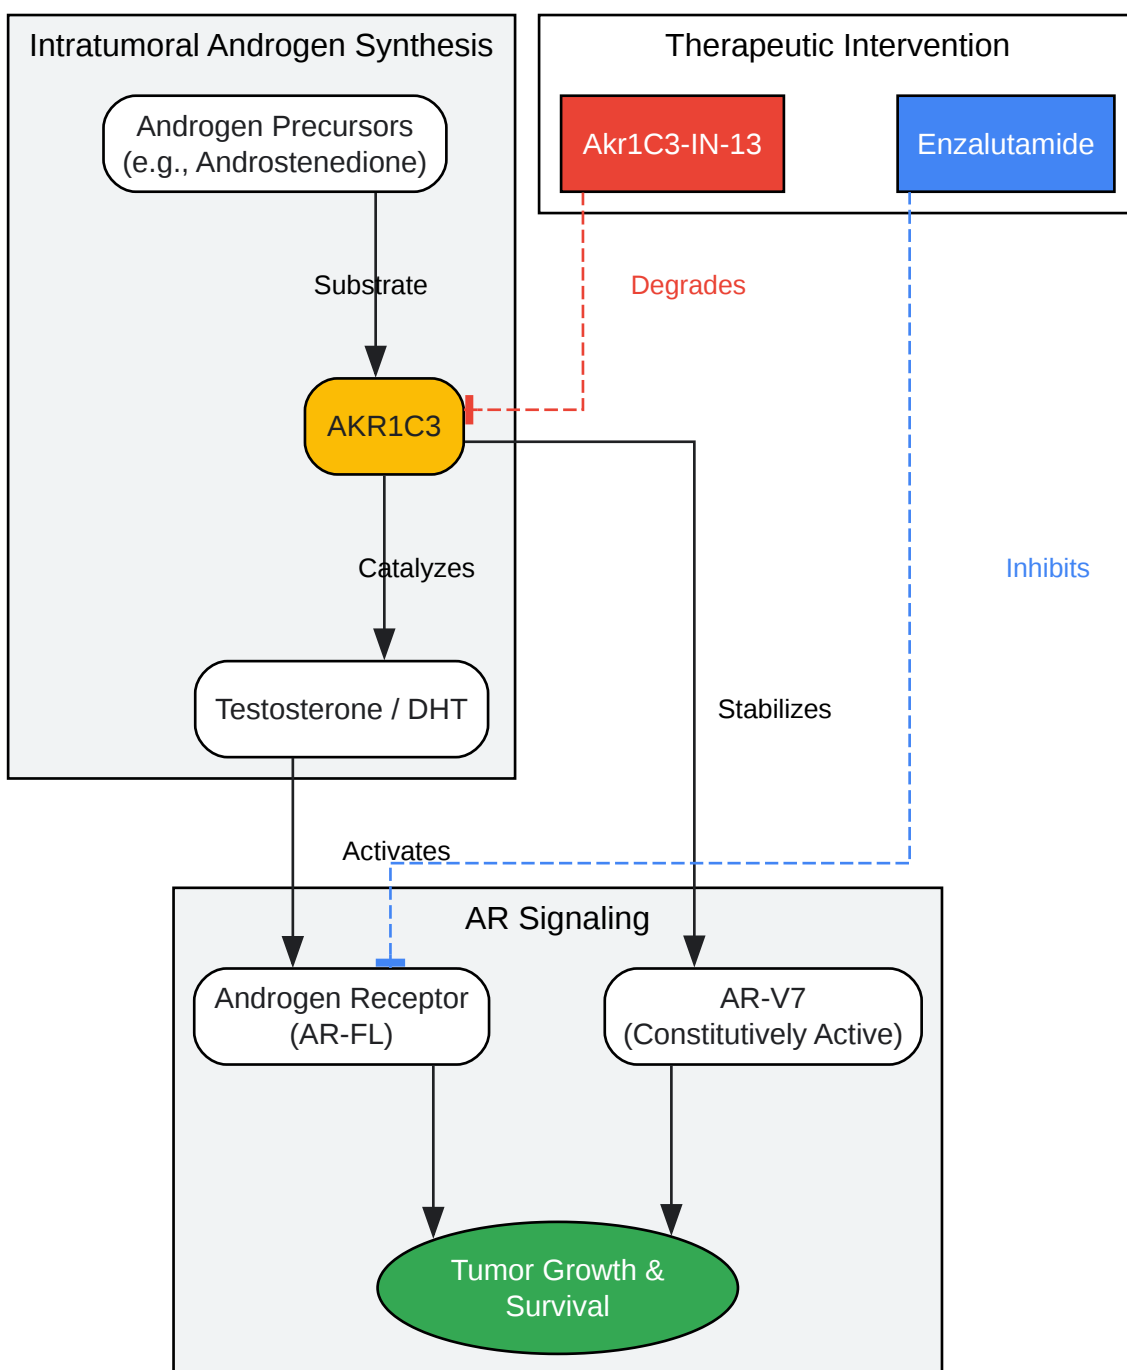 Intratumoral Androgen Synthesis
Therapeutic Intervention
Androgen Precursors
(e.g., Androstenedione)
Akr1C3-IN-13
Enzalutamide
Substrate
Degrades
AKR1C3
Catalyzes
Inhibits
Testosterone / DHT
Stabilizes
Activates
AR Signaling
Androgen Receptor
(AR-FL)
AR-V7
(Constitutively Active)
Tumor Growth &
Survival